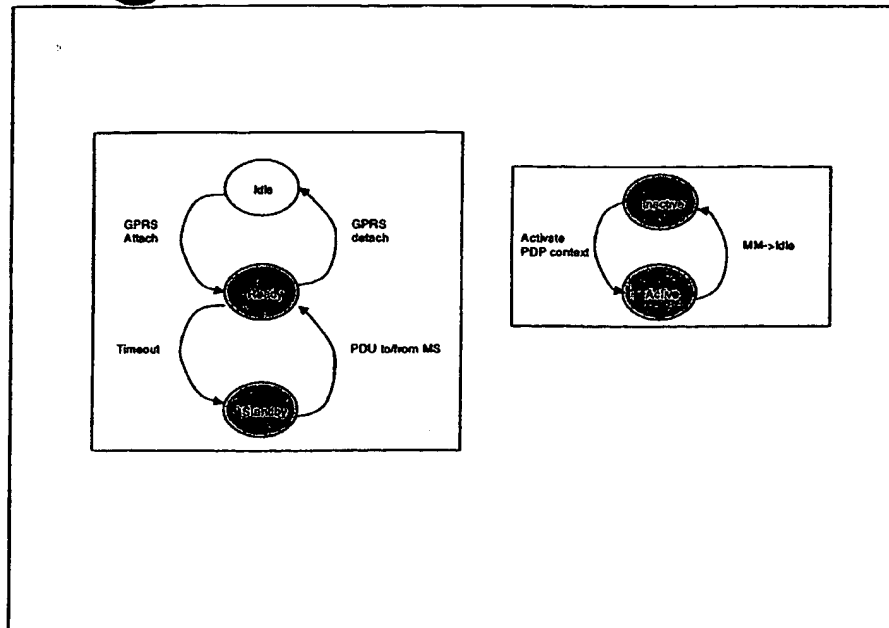 Idle
GPRS
Attach
GPRS
detach
Ready
Timeout
PDU to/from MS
Standby
Inactive
Activate
PDP context
MM->Idle
Active